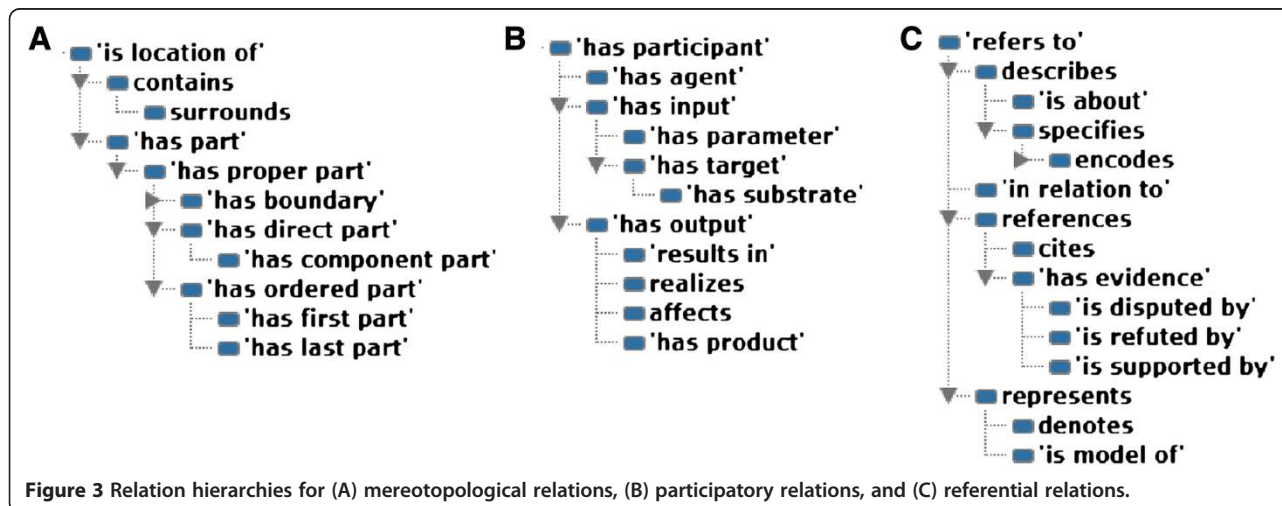 A
'is location of'
contains
surrounds
'has part'
'has proper part'
'has boundary'
'has direct part'
'has component part'
'has ordered part'
'has first part'
'has last part'
B
'has participant'
'has agent'
'has input'
'has parameter'
'has target'
'has substrate'
'has output'
'results in'
realizes
affects
'has product'
C
'refers to'
describes
'is about'
specifies
encodes
'in relation to'
references
cites
'has evidence'
'is disputed by'
'is refuted by'
'is supported by'
represents
denotes
'is model of'
Figure 3 Relation hierarchies for (A) mereotopological relations, (B) participatory relations, and (C) referential relations.